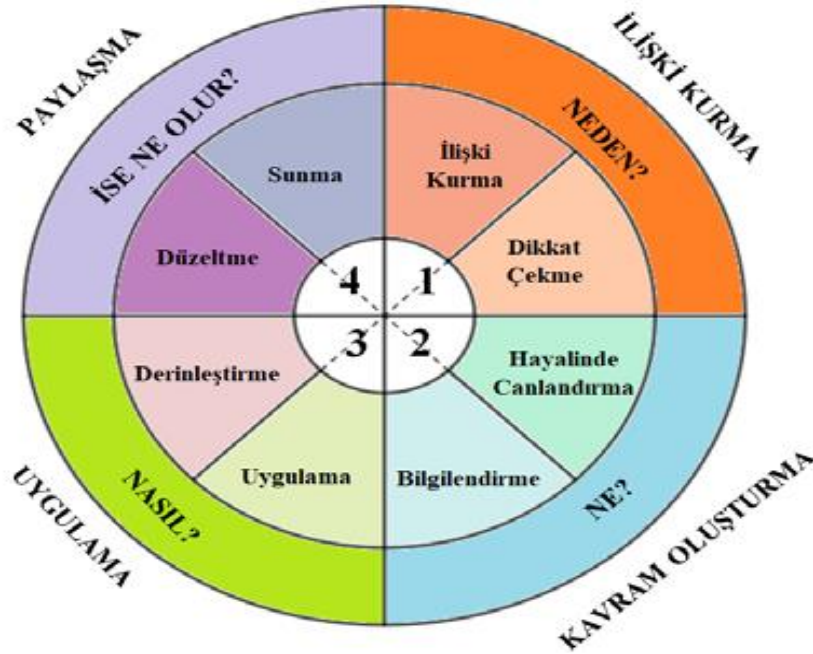 PAYLAŞMA
İLİŞKİ KURMA
İSE NE OLUR?
NEDEN?
Sunma
İlişki
Kurma
Düzeltme
Dikkat
Çekme
4
1
3
2
Derinleştirme
Hayalinde
Canlandırma
Uygulama
Bilgilendirme
NASIL?
NE?
UYGULAMA
KAVRAM OLUŞTURMA